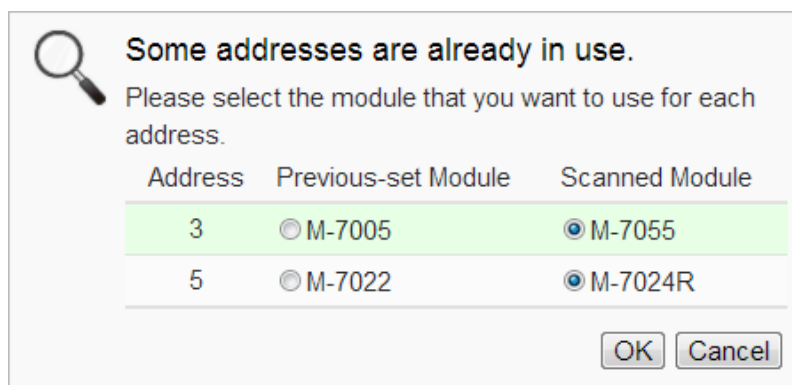 Some addresses are already in use.
Please select the module that you want to use for each
address.
Address Previous-set Module Scanned Module
3 M-7005 M-7055
5 M-7022 M-7024R
OK Cancel